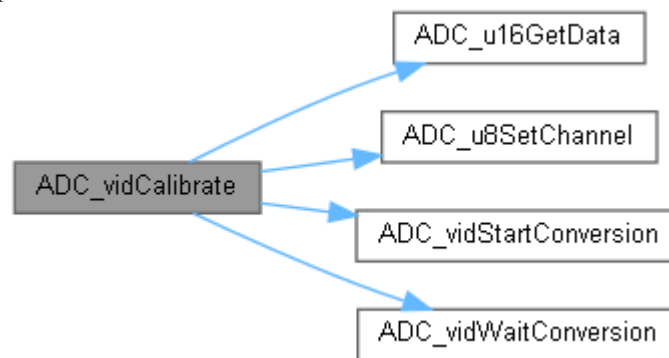 ADC_u16GetData
ADC_u8SetChannel
ADC_vidCalibrate
ADC_vidStartConversion
ADC_vidWaitConversion